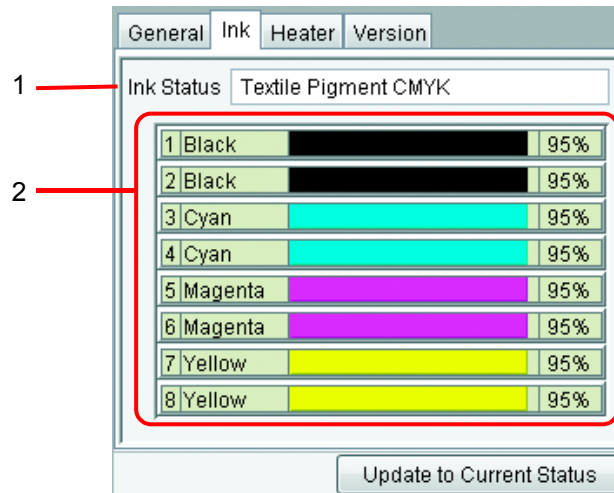 General Ink Heater Version
1 Ink Status Textile Pigment CMYK
2
1 Black 95%
2 Black 95%
3 Cyan 95%
4 Cyan 95%
5 Magenta 95%
6 Magenta 95%
7 Yellow 95%
8 Yellow 95%
Update to Current Status